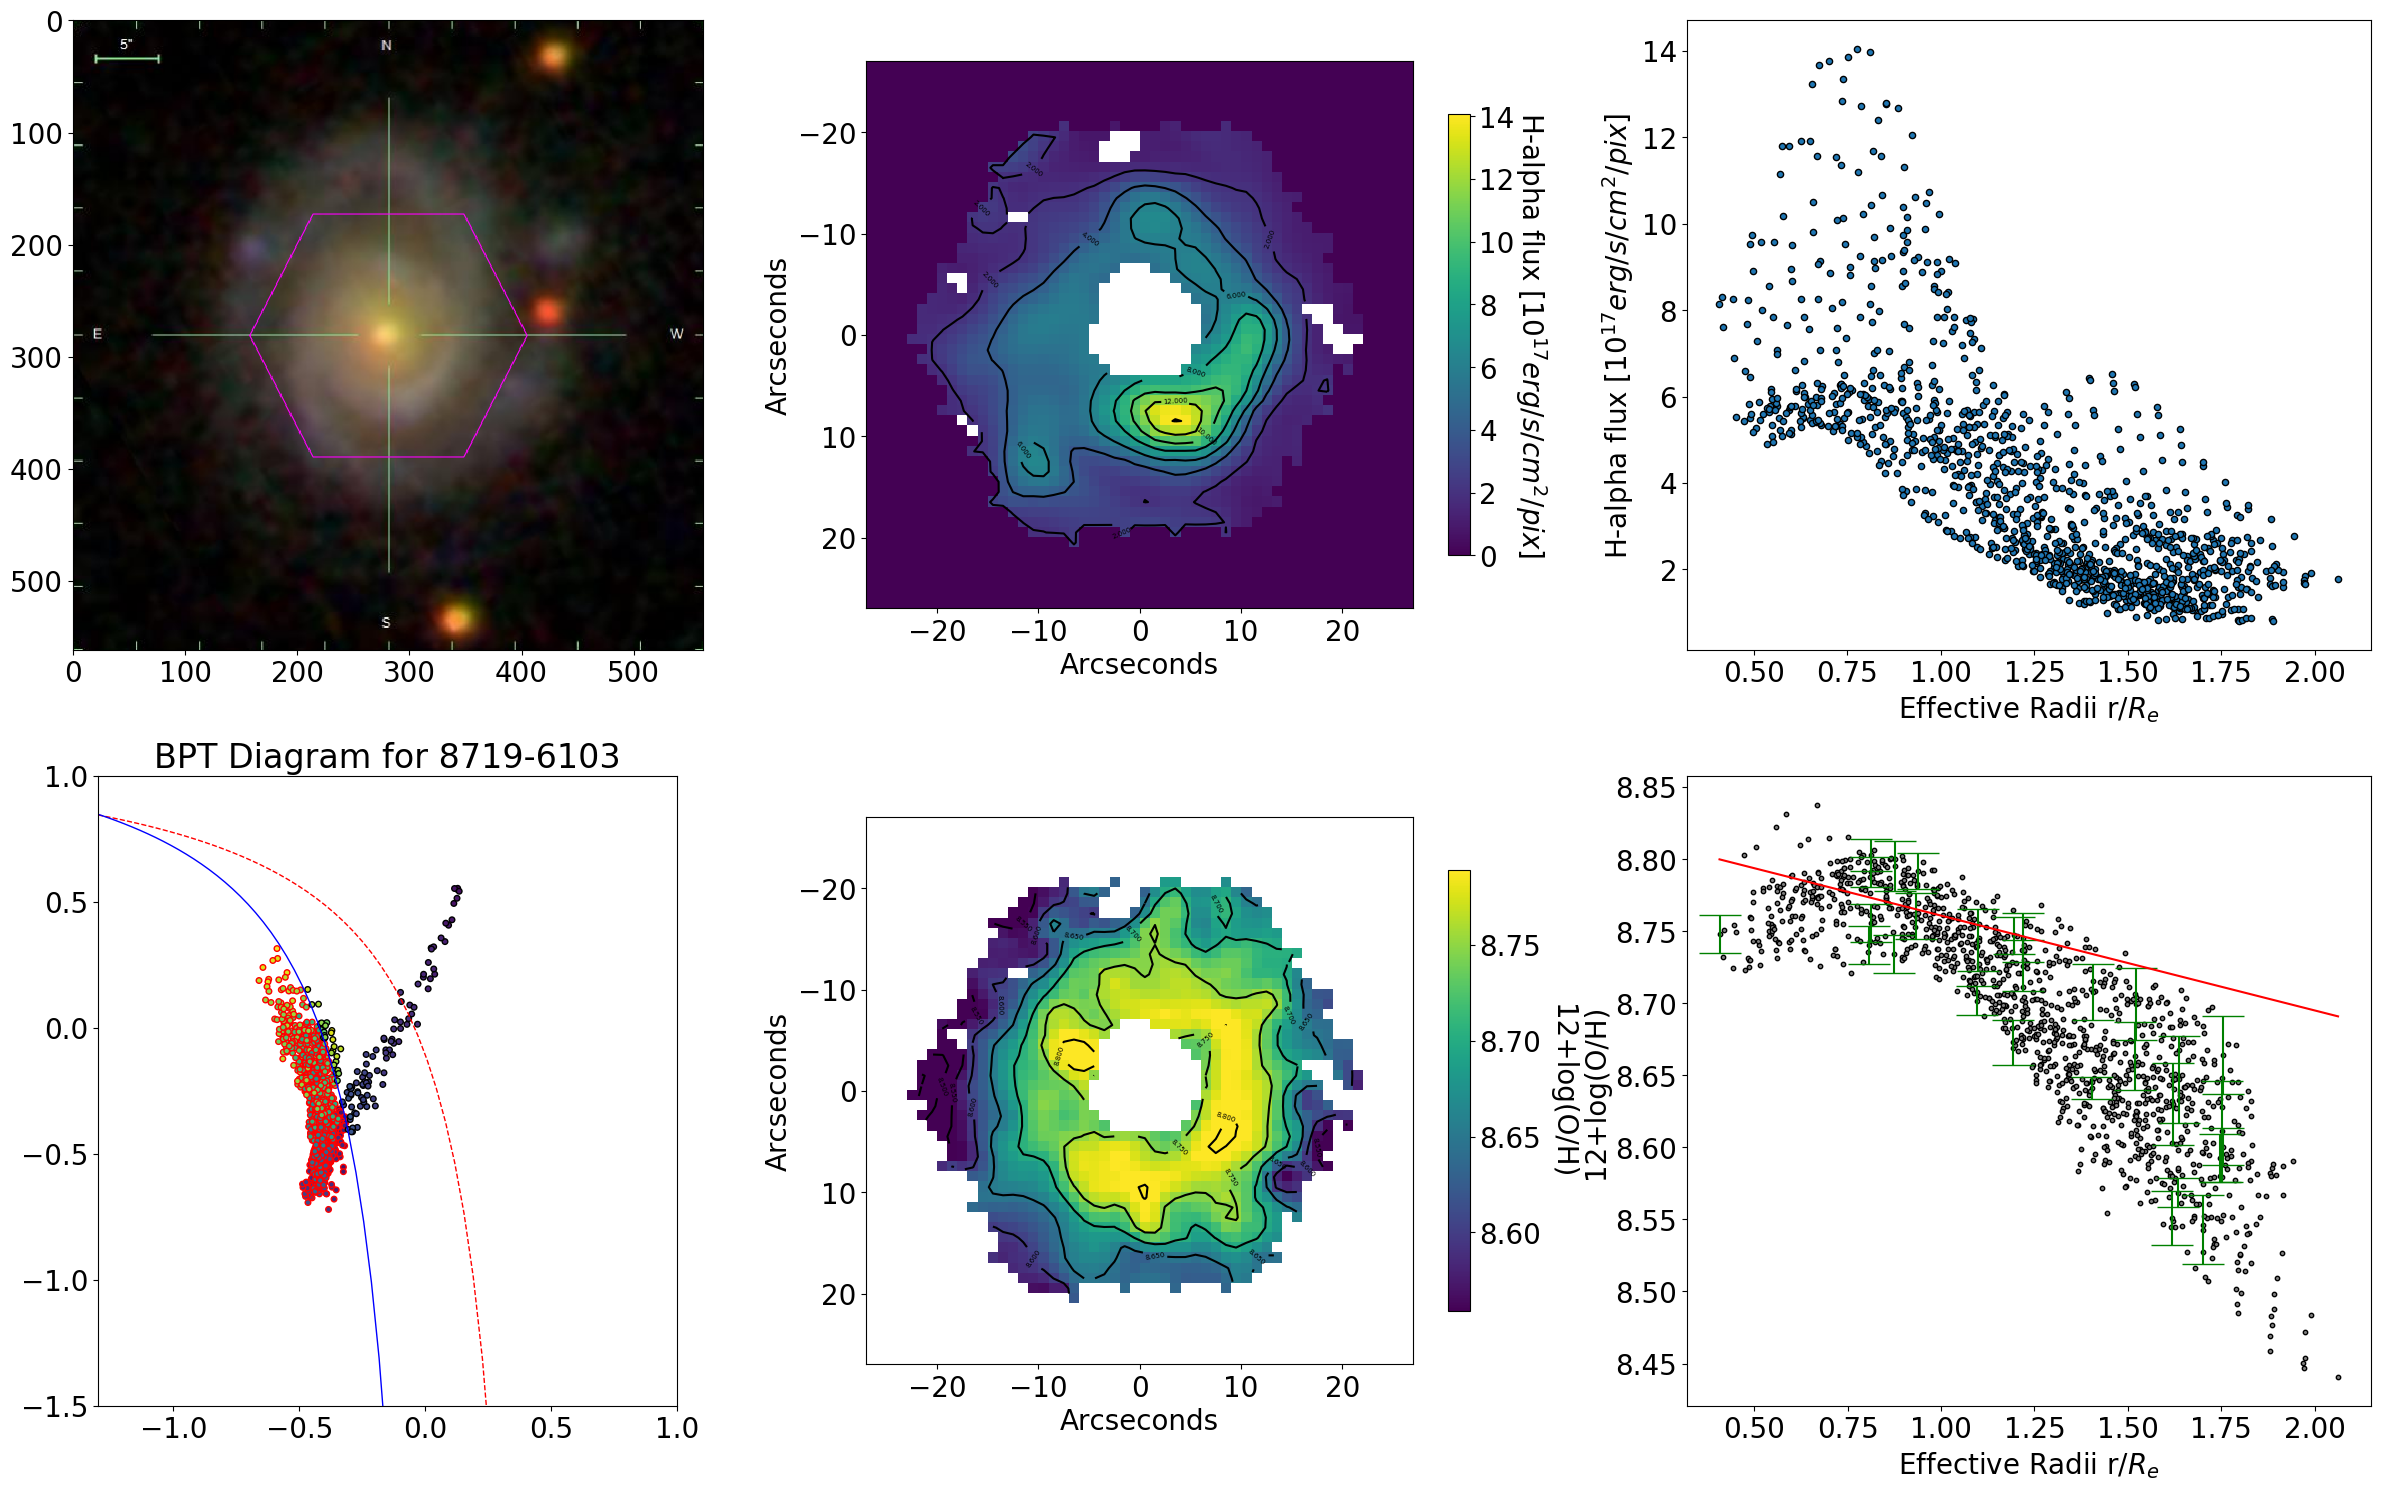 0
100
200
300
400
500
5"
N
E
W
S
0 100 200 300 400 500
−20
−10
0
10
20
Arcseconds
−20 −10 0 10 20
Arcseconds
14
12
10
8
6
4
2
0
H-alpha flux [10^17 erg/s/cm^2/pix]
H-alpha flux [10^17 erg/s/cm^2/pix]
14
12
10
8
6
4
2
0.50 0.75 1.00 1.25 1.50 1.75 2.00
Effective Radii r/R_e
BPT Diagram for 8719-6103
1.0
0.5
0.0
−0.5
−1.0
−1.5
−1.0 −0.5 0.0 0.5 1.0
−20
−10
0
10
20
Arcseconds
−20 −10 0 10 20
Arcseconds
8.75
8.70
8.65
8.60
12+log(O/H)
12+log(O/H)
8.85
8.80
8.75
8.70
8.65
8.60
8.55
8.50
8.45
0.50 0.75 1.00 1.25 1.50 1.75 2.00
Effective Radii r/R_e